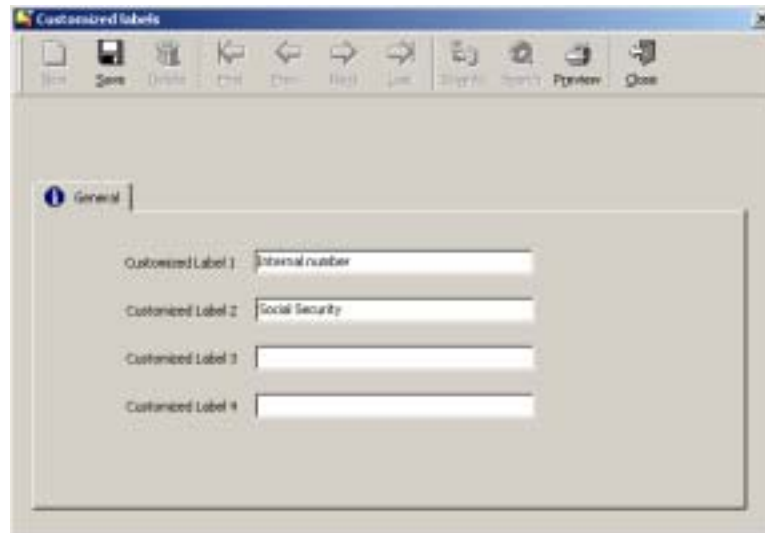 Customized labels
New Save Delete First Prev Next Last Search Preview Close
General
Customized Label 1 Internal number
Customized Label 2 Social Security
Customized Label 3
Customized Label 4